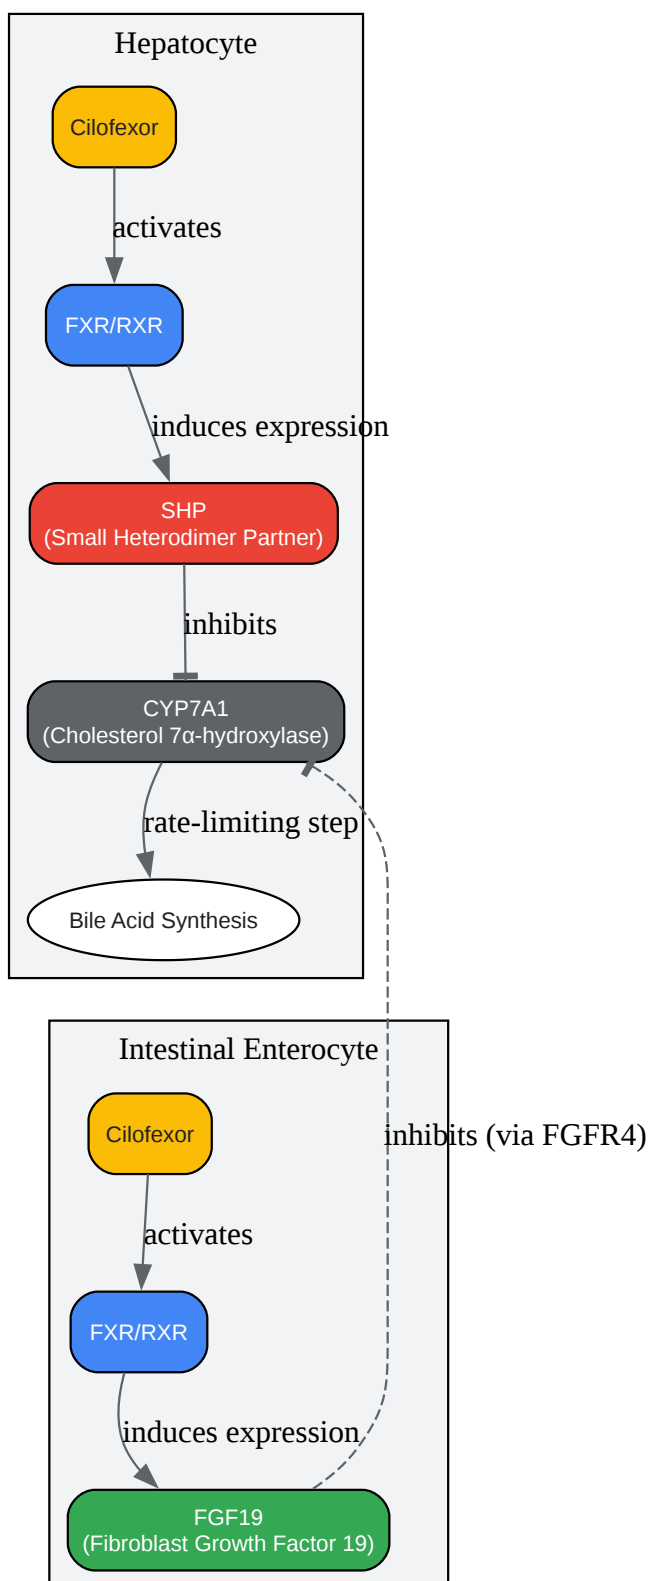 Hepatocyte
Cilofexor
activates
FXR/RXR
induces expression
SHP
(Small Heterodimer Partner)
inhibits
CYP7A1
(Cholesterol 7α-hydroxylase)
rate-limiting step
Bile Acid Synthesis
Intestinal Enterocyte
Cilofexor
inhibits (via FGFR4)
activates
FXR/RXR
induces expression
FGF19
(Fibroblast Growth Factor 19)